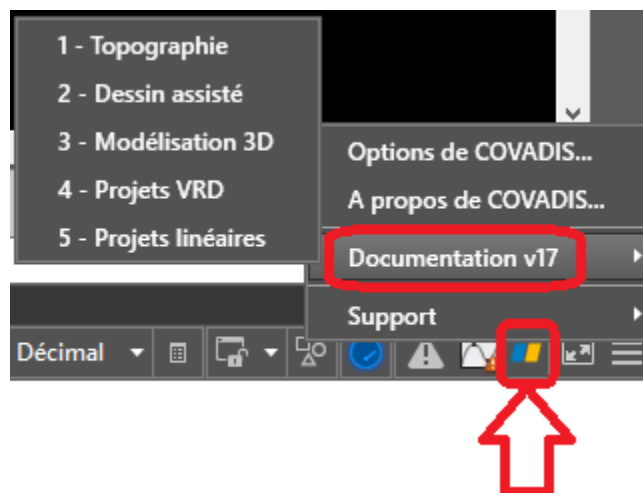 1 - Topographie
2 - Dessin assisté
3 - Modélisation 3D
4 - Projets VRD
5 - Projets linéaires
Options de COVADIS...
A propos de COVADIS...
Documentation v17
Support
Décimal